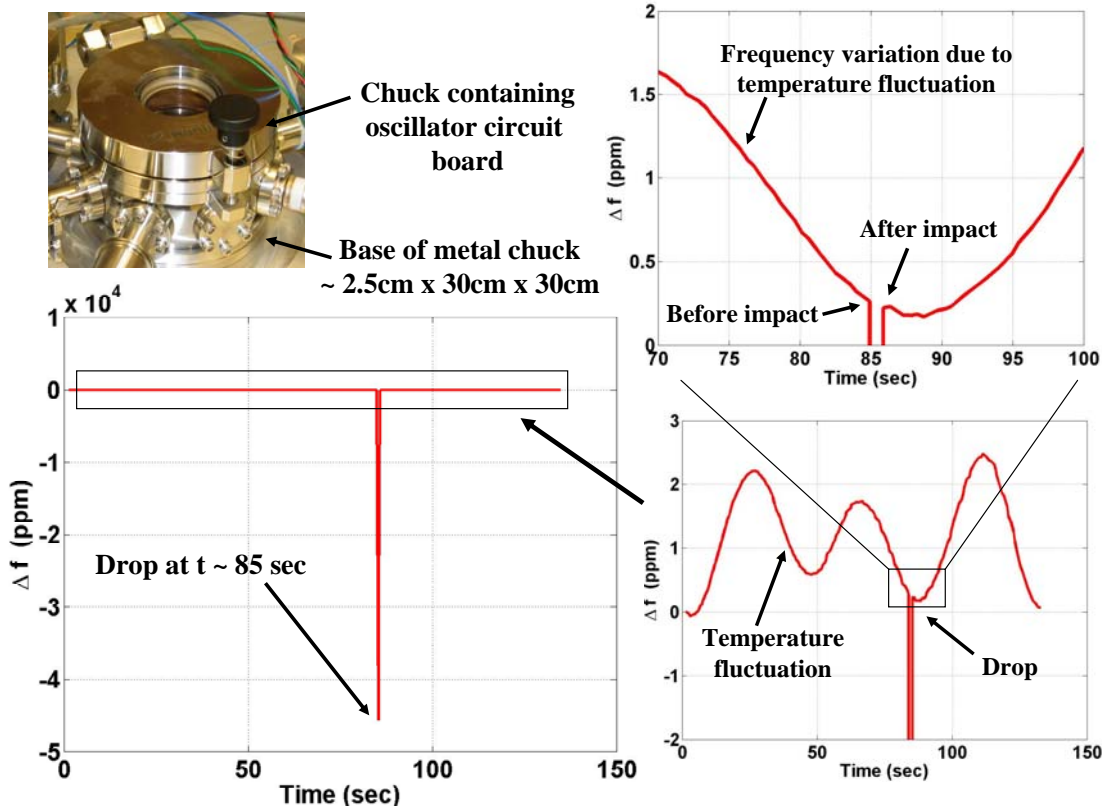 Chuck containing
oscillator circuit
board
Base of metal chuck
~ 2.5cm x 30cm x 30cm
x 10^4
1
0
-1
-2
-3
-4
-5
0
50
100
150
Δ f (ppm)
Time (sec)
Drop at t ~ 85 sec
2
1.5
1
0.5
0
70
75
80
85
90
95
100
Δ f (ppm)
Time (sec)
Frequency variation due to
temperature fluctuation
After impact
Before impact
3
2
1
0
-1
-2
0
50
100
150
Δ f (ppm)
Time (sec)
Temperature
fluctuation
Drop